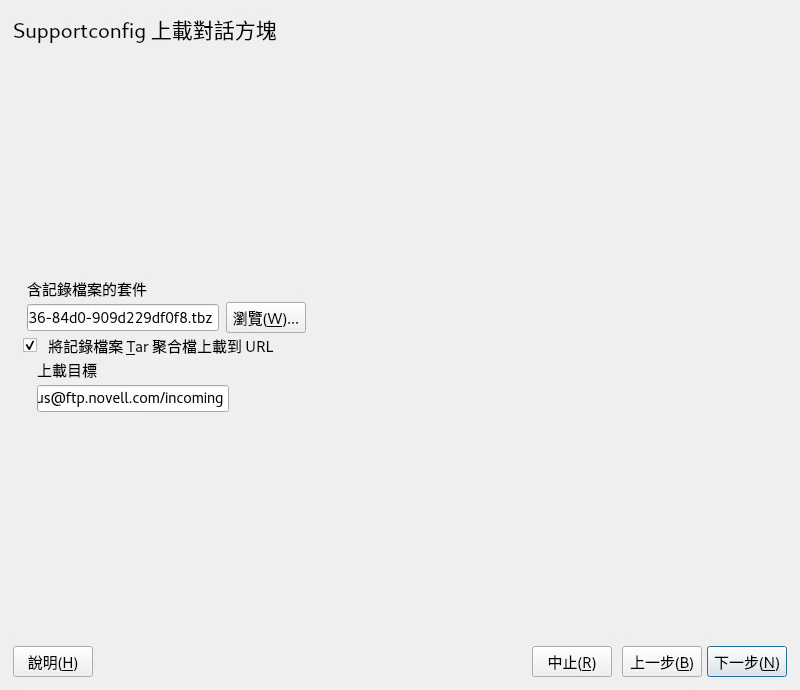 Supportconfig 上載對話方塊
含記錄檔案的套件
36-84d0-909d229df0f8.tbz 瀏覽(W)...
將記錄檔案 Tar 聚合檔上載到 URL
上載目標
us@ftp.novell.com/incoming
說明(H) 中止(R) 上一步(B) 下一步(N)